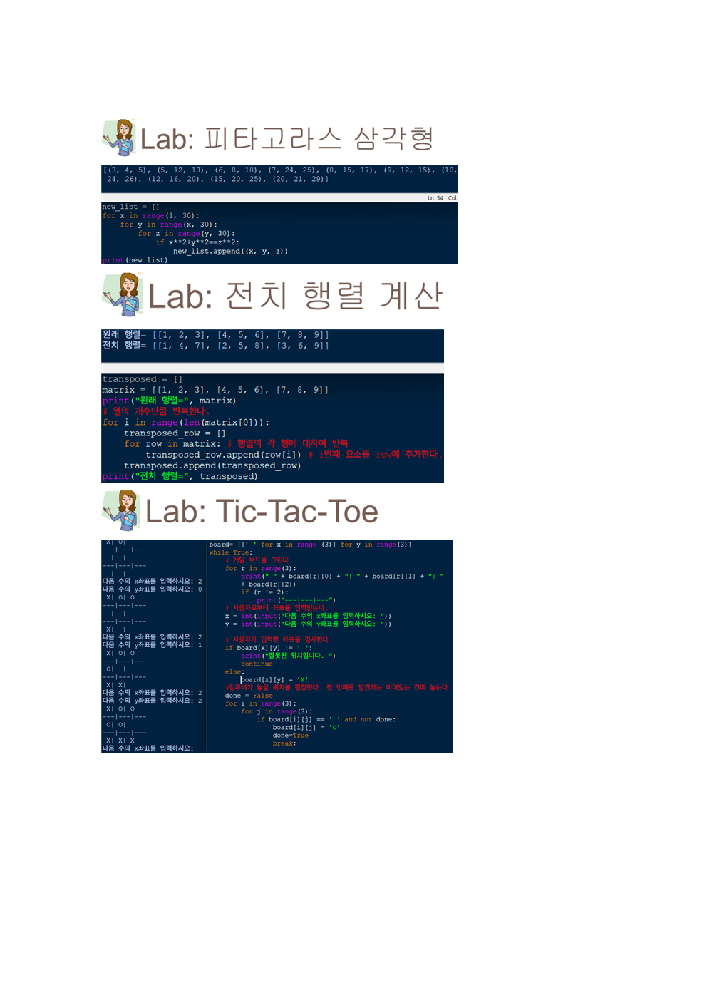 Lab: 피타고라스 삼각형
[(3, 4, 5), (5, 12, 13), (6, 8, 10), (7, 24, 25), (8, 15, 17), (9, 12, 15), (10,
24, 26), (12, 16, 20), (15, 20, 25), (20, 21, 29)]
Ln: 54 Col:
new_list = []
for x in range(1, 30):
    for y in range(x, 30):
        for z in range(y, 30):
            if x**2+y**2==z**2:
                new_list.append((x, y, z))
print(new_list)
Lab: 전치 행렬 계산
원래 행렬= [[1, 2, 3], [4, 5, 6], [7, 8, 9]]
전치 행렬= [[1, 4, 7], [2, 5, 8], [3, 6, 9]]
transposed = []
matrix = [[1, 2, 3], [4, 5, 6], [7, 8, 9]]
print("원래 행렬=", matrix)
# 열의 개수만큼 반복한다.
for i in range(len(matrix[0])):
    transposed_row = []
    for row in matrix: # 행렬의 각 행에 대하여 반복
        transposed_row.append(row[i]) # i번째 요소를 row에 추가한다.
    transposed.append(transposed_row)
print("전치 행렬=", transposed)
Lab: Tic-Tac-Toe
X| O|
---|---|---
 | |
---|---|---
 | |
다음 수의 x좌표를 입력하시오: 2
다음 수의 y좌표를 입력하시오: 0
X| O| O
---|---|---
 | |
---|---|---
X| |
다음 수의 x좌표를 입력하시오: 2
다음 수의 y좌표를 입력하시오: 1
X| O| O
---|---|---
O| |
---|---|---
X| X|
다음 수의 x좌표를 입력하시오: 2
다음 수의 y좌표를 입력하시오: 2
X| O| O
---|---|---
O| O|
---|---|---
X| X| X
다음 수의 x좌표를 입력하시오:
board= [[' ' for x in range (3)] for y in range(3)]
while True:
    # 게임 보드를 그린다.
    for r in range(3):
        print(" " + board[r][0] + "| " + board[r][1] + "| "
        + board[r][2])
        if (r != 2):
            print("---|---|---")
    # 사용자로부터 좌표를 입력받는다.
    x = int(input("다음 수의 x좌표를 입력하시오: "))
    y = int(input("다음 수의 y좌표를 입력하시오: "))
    # 사용자가 입력한 좌표를 검사한다.
    if board[x][y] != ' ':
        print("잘못된 위치입니다. ")
        continue
    else:
        board[x][y] = 'X'
    #컴퓨터가 놓을 위치를 결정한다. 첫 번째로 발견하는 비어있는 칸에 놓는다.
    done = False
    for i in range(3):
        for j in range(3):
            if board[i][j] == ' ' and not done:
                board[i][j] = 'O'
                done=True
                break;